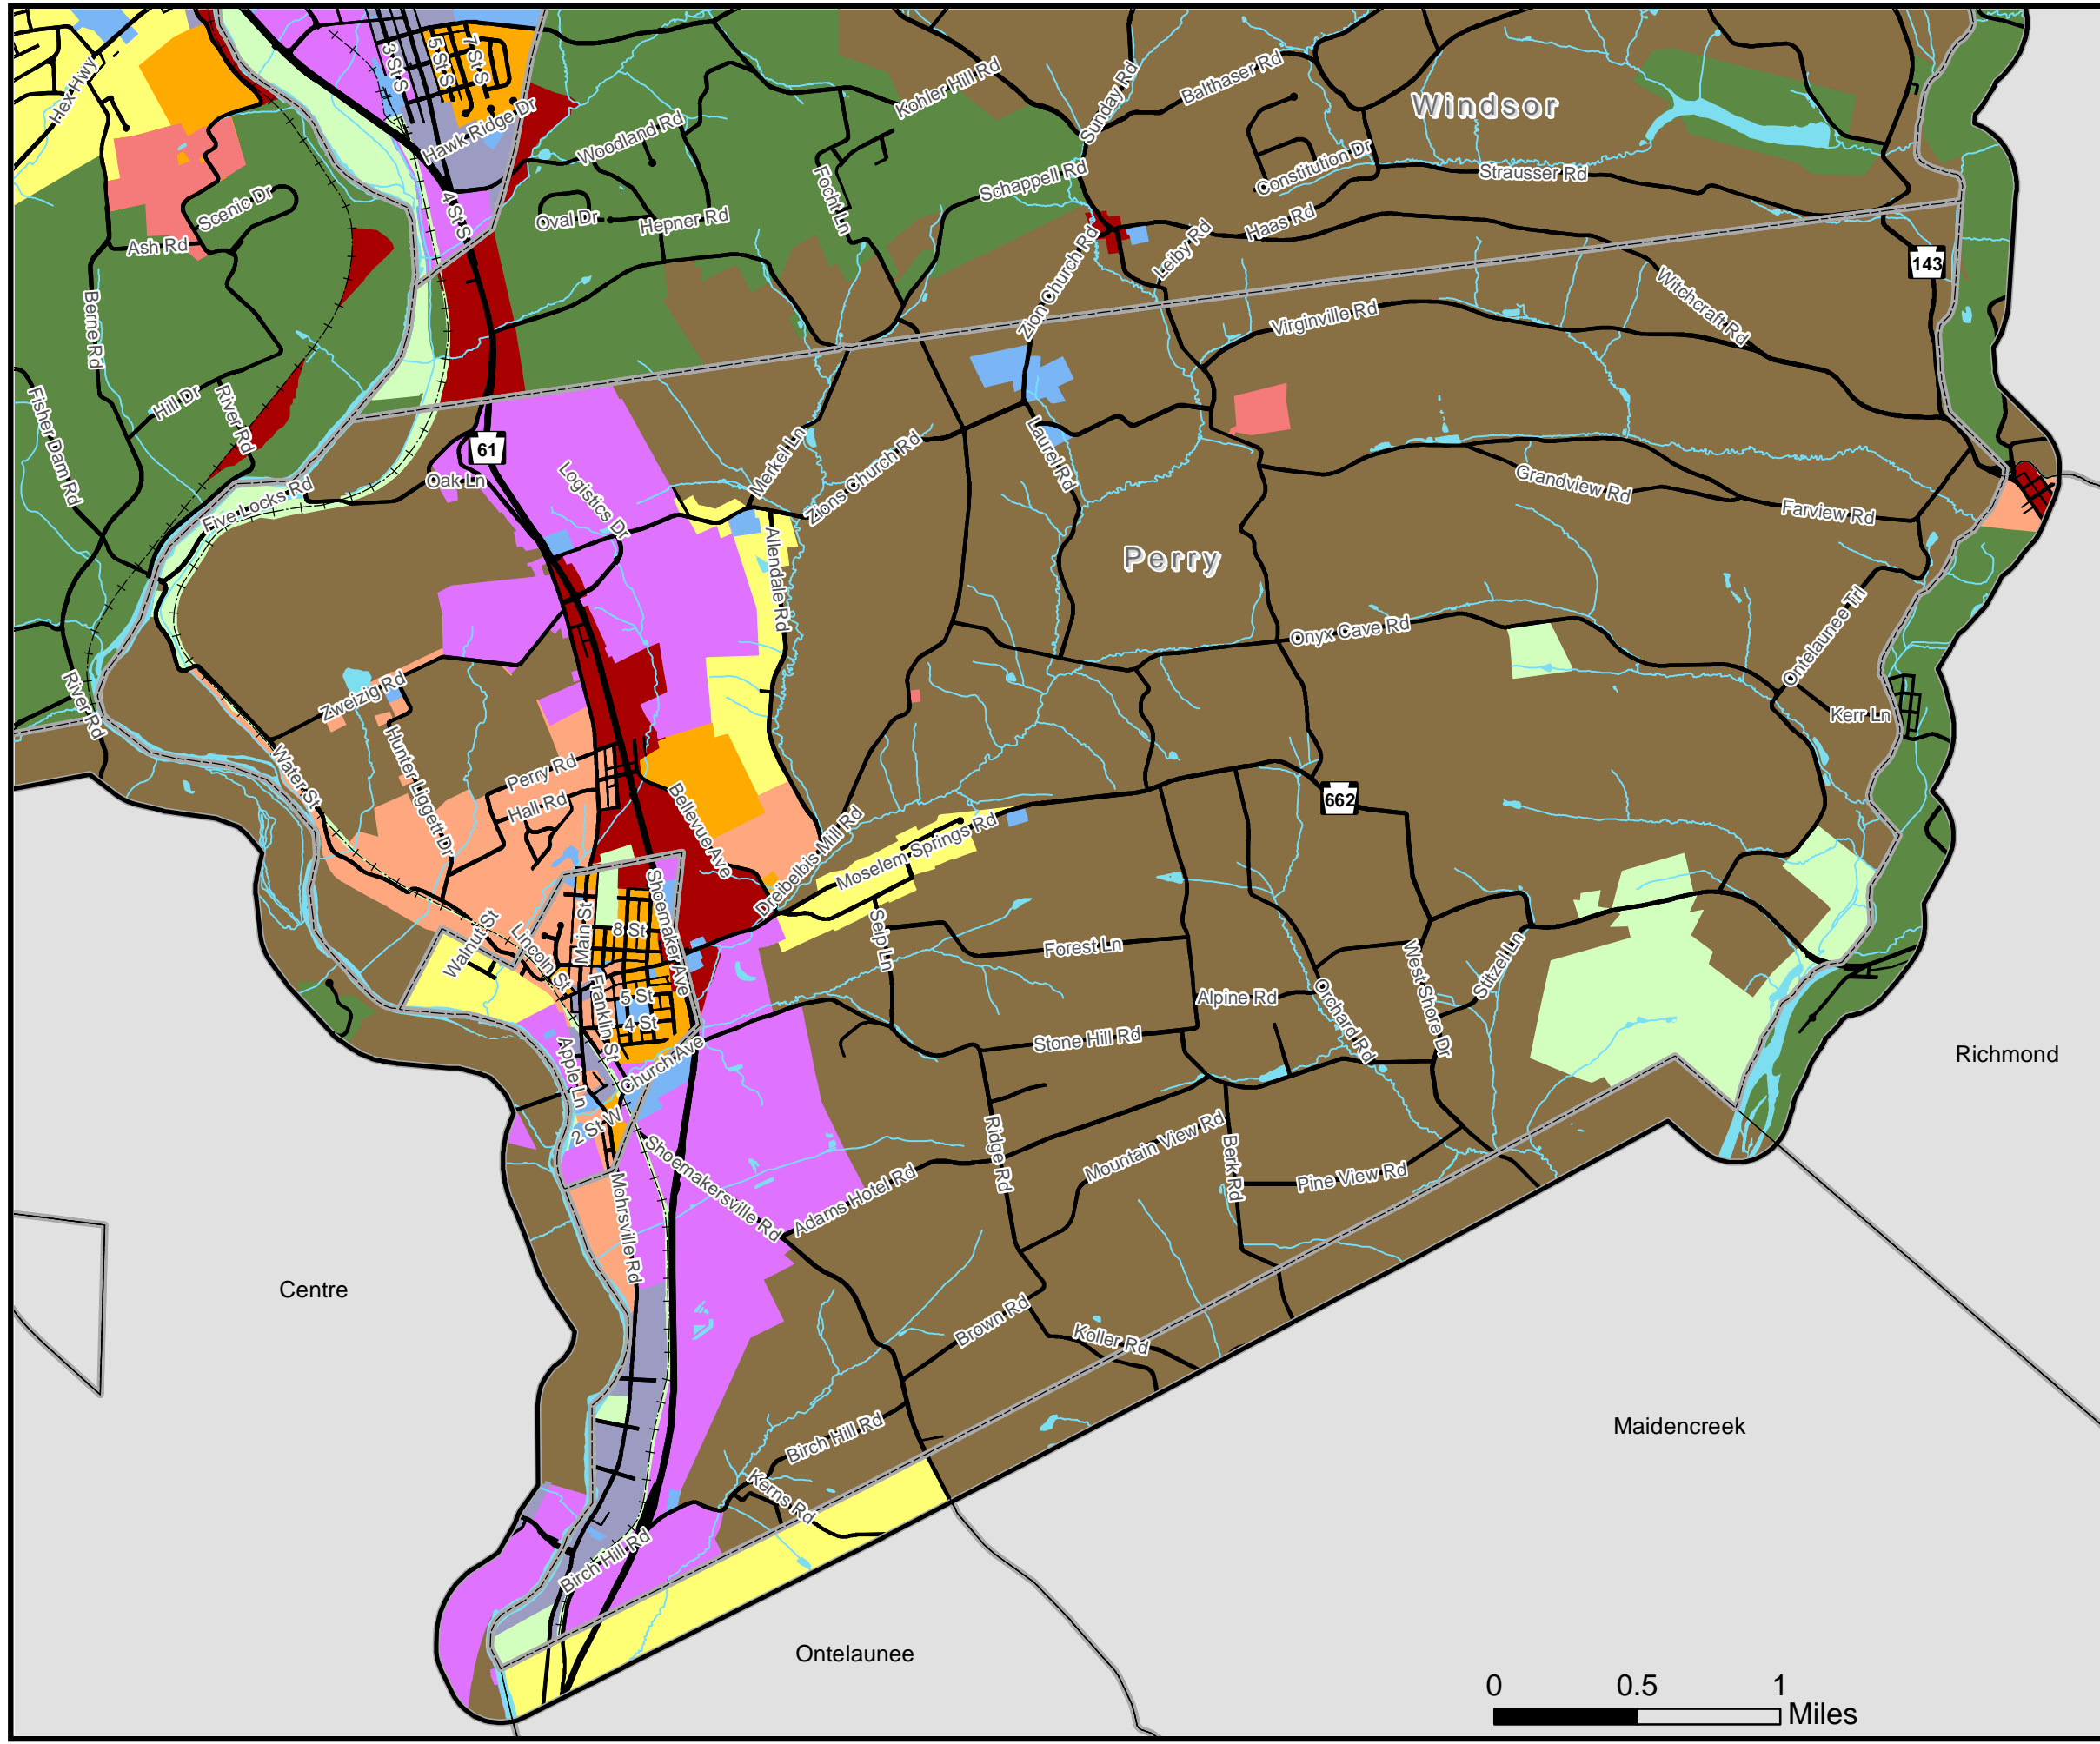 3 St S
5 St S
7 St S
Hex Hwy
Hawk Ridge Dr
Woodland Rd
Kohler Hill Rd
Sunday Rd
Balthaser Rd
Windsor
Constitution Dr
Strausser Rd
Scenic Dr
4 St S
Oval Dr
Hepner Rd
Focht Ln
Schappell Rd
Ash Rd
Leiby Rd
Haas Rd
143
Berne Rd
Zion Church Rd
Virginville Rd
Witchcraft Rd
Hill Dr
River Rd
Fisher Dam Rd
61
Oak Ln
Logistics Dr
Merkel Ln
Zions Church Rd
Laurel Rd
Grandview Rd
Farview Rd
Five Locks Rd
Allendale Rd
Perry
Onyx Cave Rd
Ontelaunee Trl
Kerr Ln
River Rd
Zweizig Rd
Hunter Liggett Dr
Water St
Perry Rd
Hall Rd
Bellevue Ave
Dreibelbis Mill Rd
Moselem Springs Rd
662
Shoemaker Ave
Main St
8 St
Walnut St
Lincoln St
Franklin St
5 St
4 St
Seip Ln
Forest Ln
Alpine Rd
Orchard Rd
West Shore Dr
Stitzel Ln
Stone Hill Rd
Apple Ln
Church Ave
2 St W
Richmond
Shoemakersville Rd
Adams Hotel Rd
Ridge Rd
Mountain View Rd
Berk Rd
Pine View Rd
Mohrsville Rd
Centre
Brown Rd
Koller Rd
Birch Hill Rd
Kerns Rd
Maidencreek
Birch Hill Rd
Ontelaunee
0 0.5 1
Miles